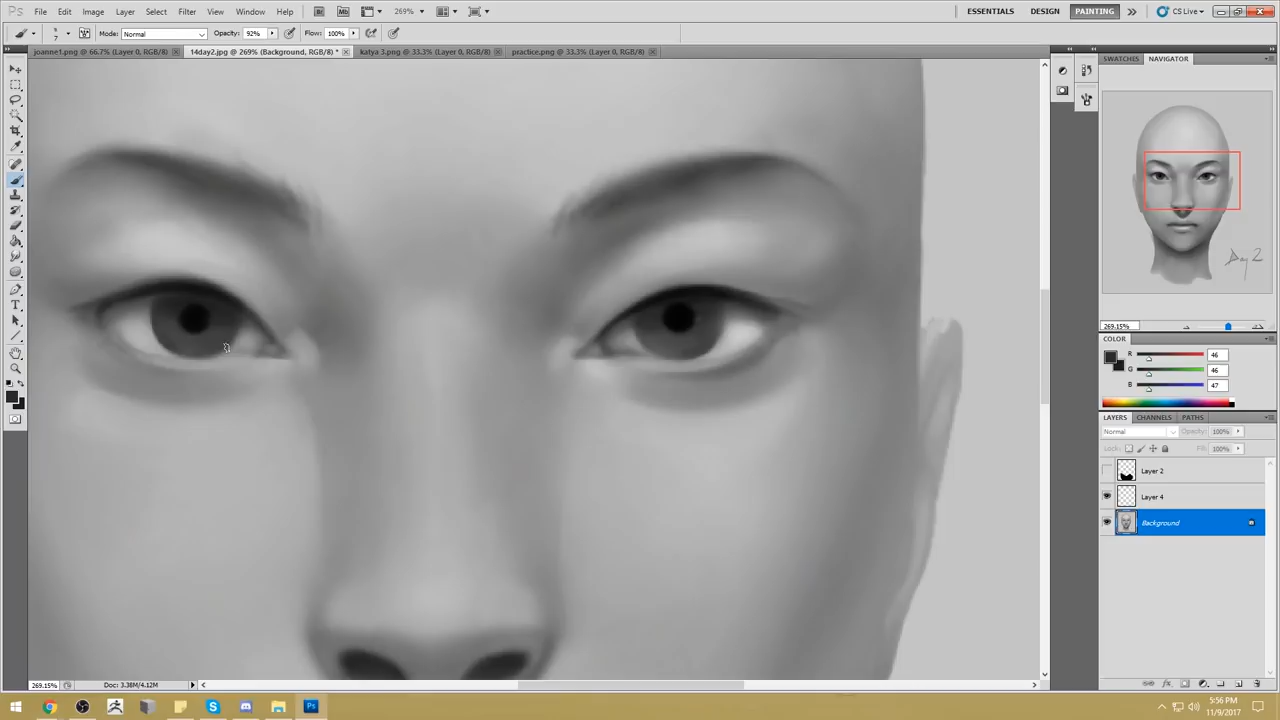 Ps File Edit Image Layer Select Filter View Window Help Br Mb 269% ESSENTIALS DESIGN PAINTING CS Live
7 Mode: Normal Opacity: 92% Flow: 100%
joanne1.png @ 66.7% (Layer 0, RGB/8) 14day2.jpg @ 269% (Background, RGB/8) * katya 3.png @ 33.3% (Layer 0, RGB/8) practice.png @ 33.3% (Layer 0, RGB/8)
SWATCHES NAVIGATOR
Day 2
269.15%
COLOR
R 46
G 46
B 47
LAYERS CHANNELS PATHS
Normal Opacity: 100%
Lock: Fill: 100%
Layer 2
Layer 4
Background
269.15% Doc: 3.38M/4.12M
5:56 PM
11/9/2017